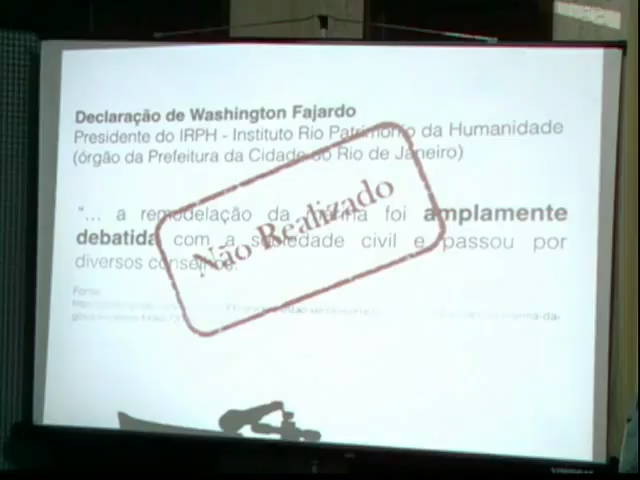 Declaração de Washington Fajardo
Presidente do IRPH - Instituto Rio Patrimônio da Humanidade
(órgão da Prefeitura da Cidade do Rio de Janeiro)
"... a remodelação da Marina foi amplamente
debatida com a sociedade civil e passou por
diversos conselhos.
Não Realizado
Fonte